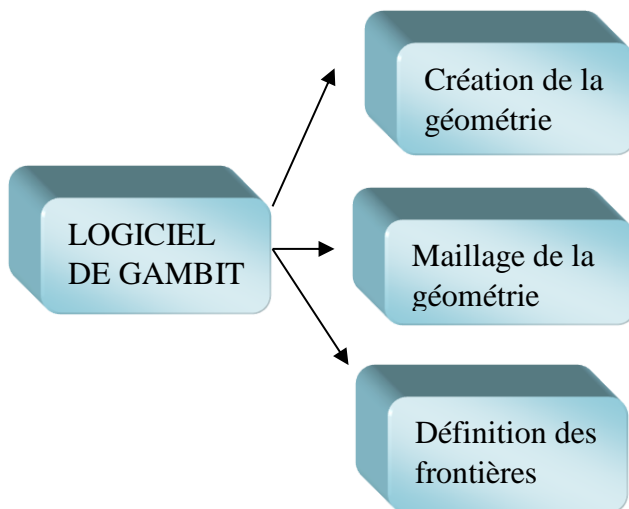 Création de la
géométrie
LOGICIEL
DE GAMBIT
Maillage de la
géométrie
Définition des
frontières